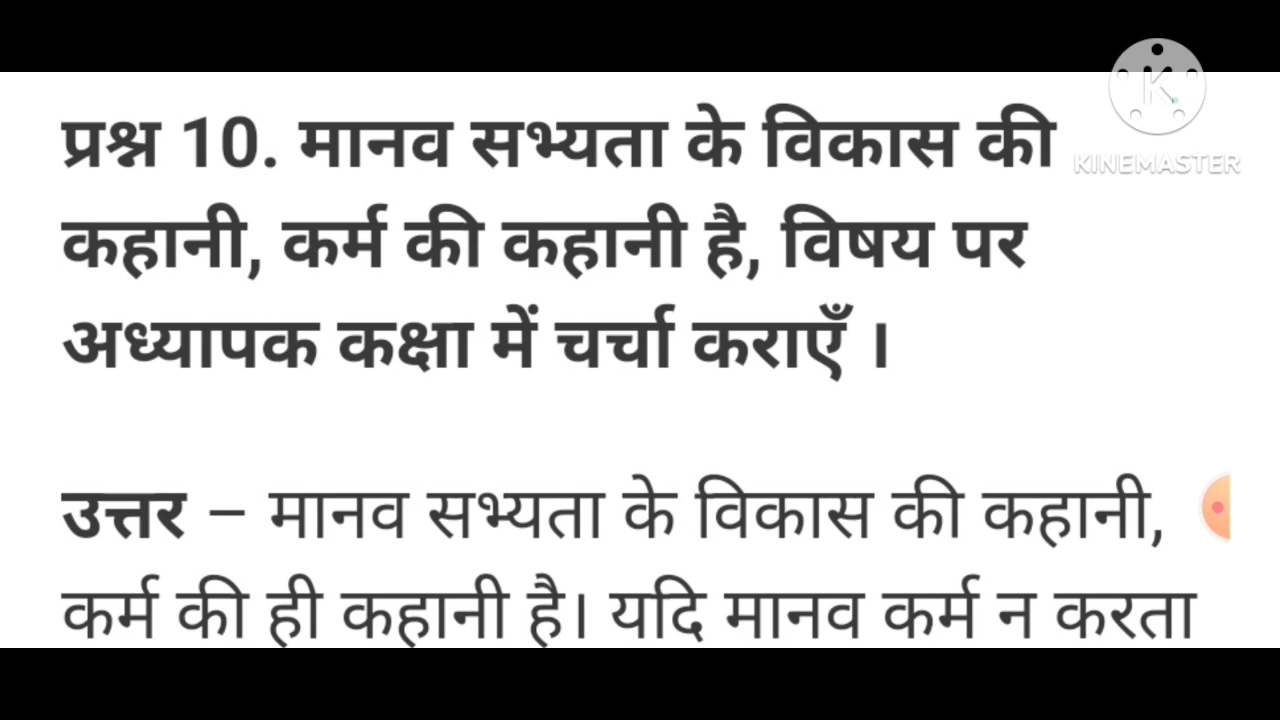 प्रश्न 10. मानव सभ्यता के विकास की
कहानी, कर्म की कहानी है, विषय पर
अध्यापक कक्षा में चर्चा कराएँ ।
उत्तर – मानव सभ्यता के विकास की कहानी,
कर्म की ही कहानी है। यदि मानव कर्म न करता
KINEMASTER